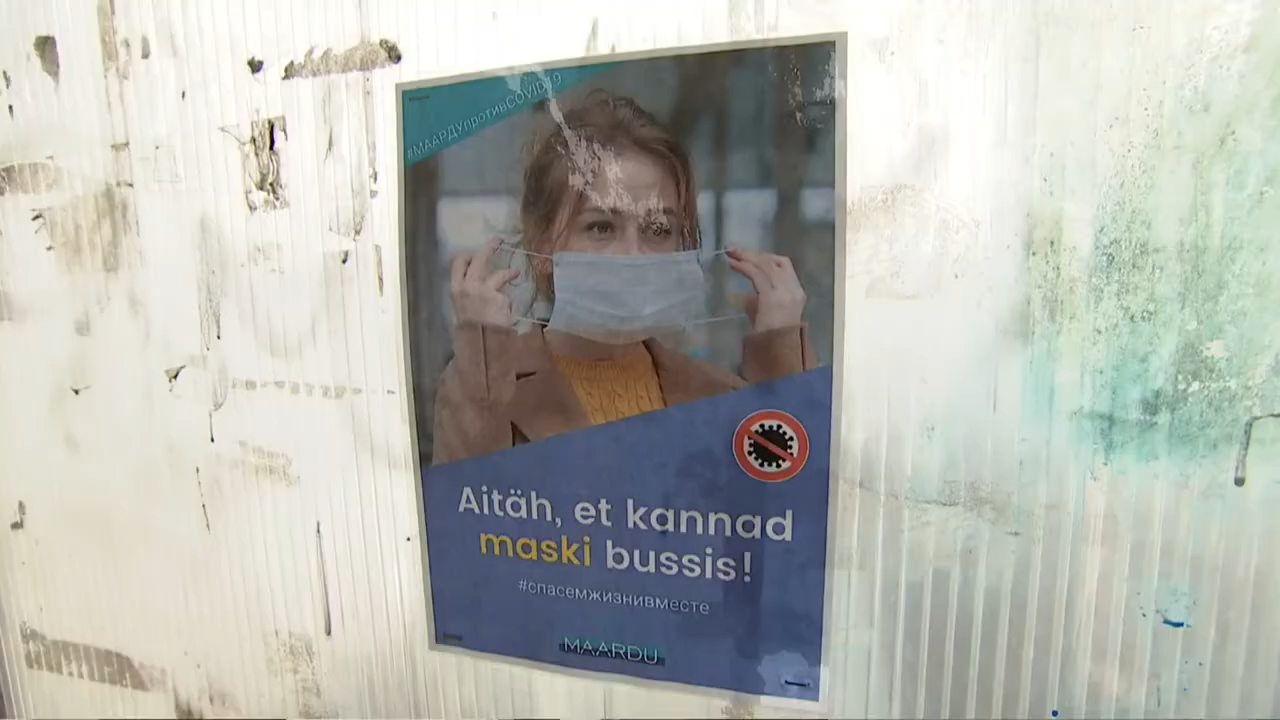 #МААРДУпротивCOVID19
Aitäh, et kannad
maski bussis!
#спасемжизнивместе
MAARDU